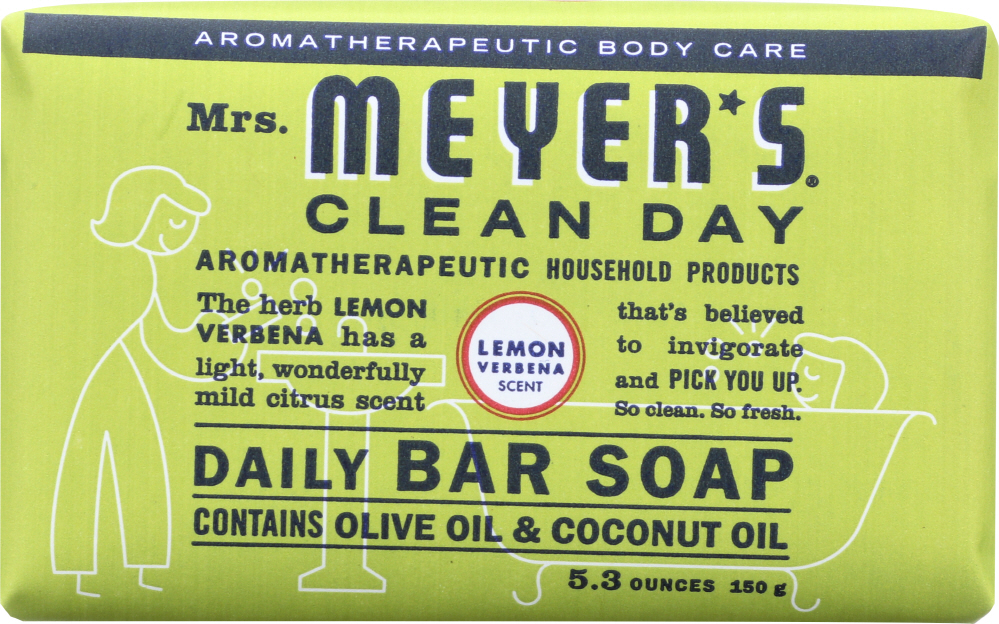 AROMATHERAPEUTIC BODY CARE
Mrs. MEYER'S®
CLEAN DAY
AROMATHERAPEUTIC HOUSEHOLD PRODUCTS
The herb LEMON
VERBENA has a
light, wonderfully
mild citrus scent
LEMON
VERBENA
SCENT
that's believed
to invigorate
and PICK YOU UP.
So clean. So fresh.
DAILY BAR SOAP
CONTAINS OLIVE OIL & COCONUT OIL
5.3 OUNCES 150 g